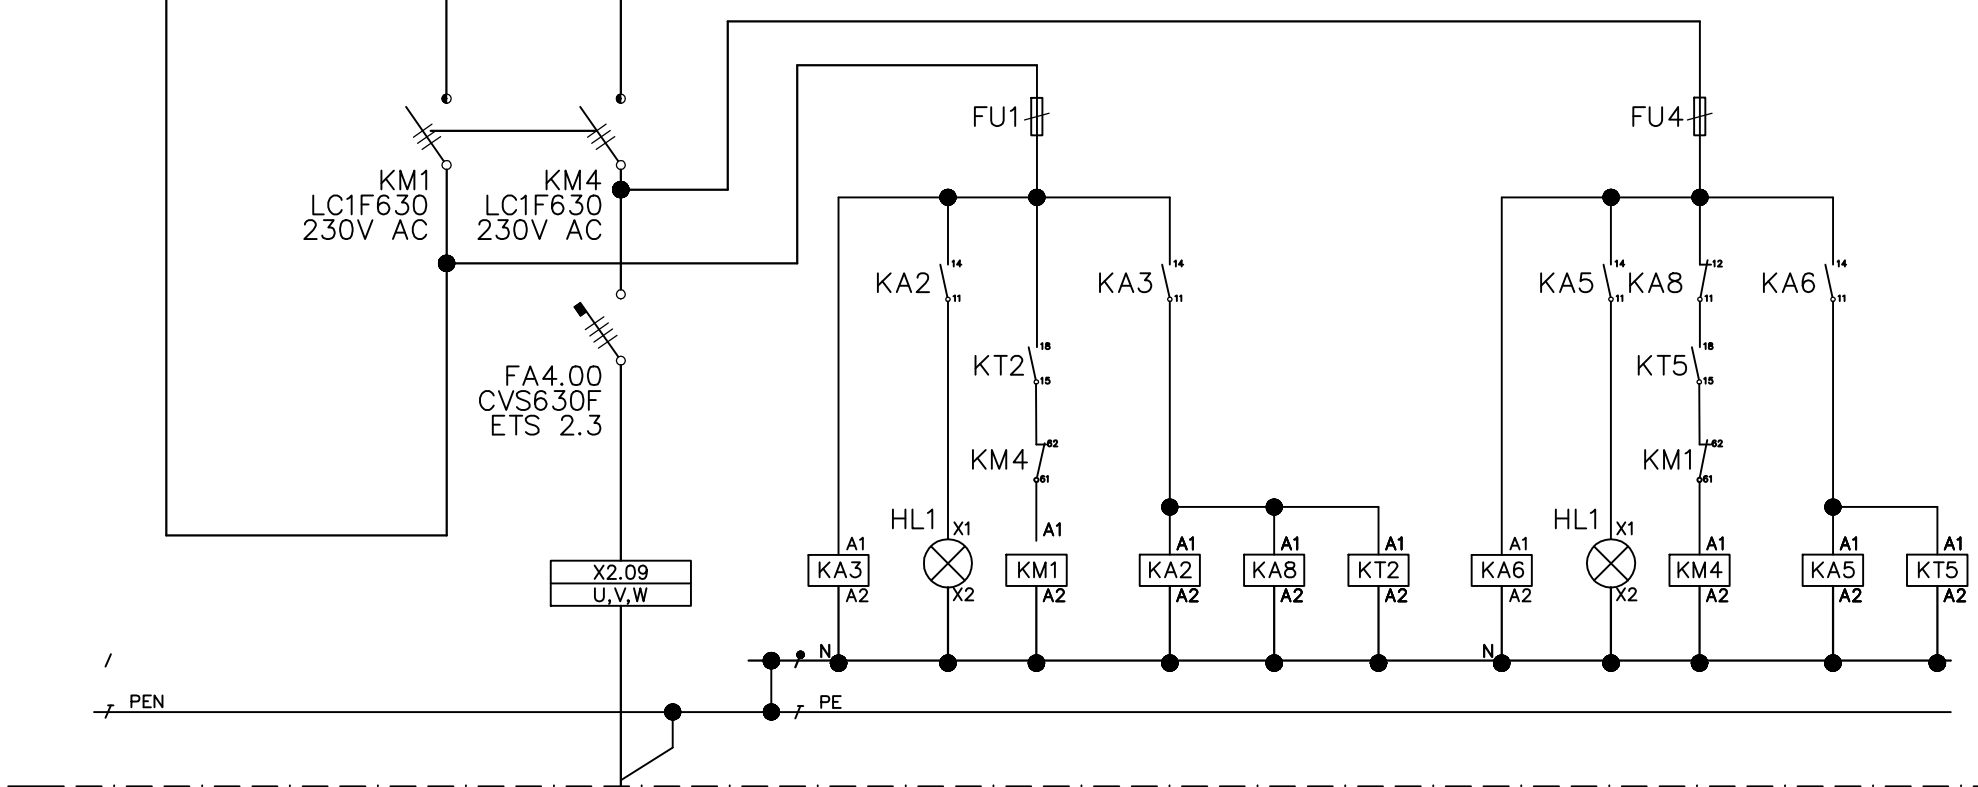 FU1
FU4
KM1
LC1F630
230V AC
KM4
LC1F630
230V AC
KA2
14
11
KA3
14
11
KA5
14
11
KA8
12
11
KA6
14
11
KT2
18
15
KT5
18
15
FA4.00
CVS630F
ETS 2.3
KM4
62
61
KM1
62
61
HL1
X1
A1
HL1
X1
A1
A1
A1
A1
A1
A1
A1
A1
A1
X2.09
U,V,W
KA3
KM1
KA2
KA8
KT2
KA6
KM4
KA5
KT5
A2
X2
A2
A2
A2
A2
A2
X2
A2
A2
A2
N
N
PEN
PE